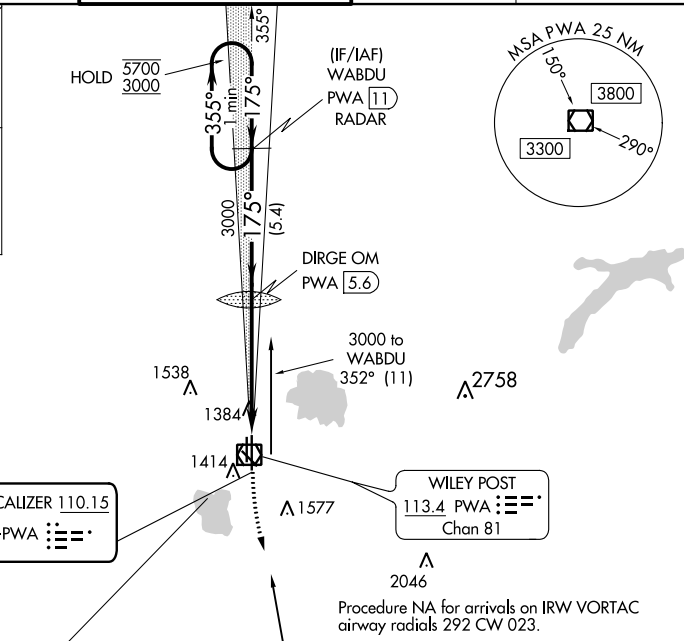 HOLD 5700
3000
355°
355°
1 min
175°
(IF/IAF)
WABDU
PWA 11
RADAR
MSA PWA 25 NM
150°
3800
3300
290°
3000
175°
(5.4)
DIRGE OM
PWA 5.6
3000 to
WABDU
352° (11)
1538
2758
1384
1414
1577
CALIZER 110.15
PWA
WILEY POST
113.4 PWA
Chan 81
2046
Procedure NA for arrivals on IRW VORTAC
airway radials 292 CW 023.